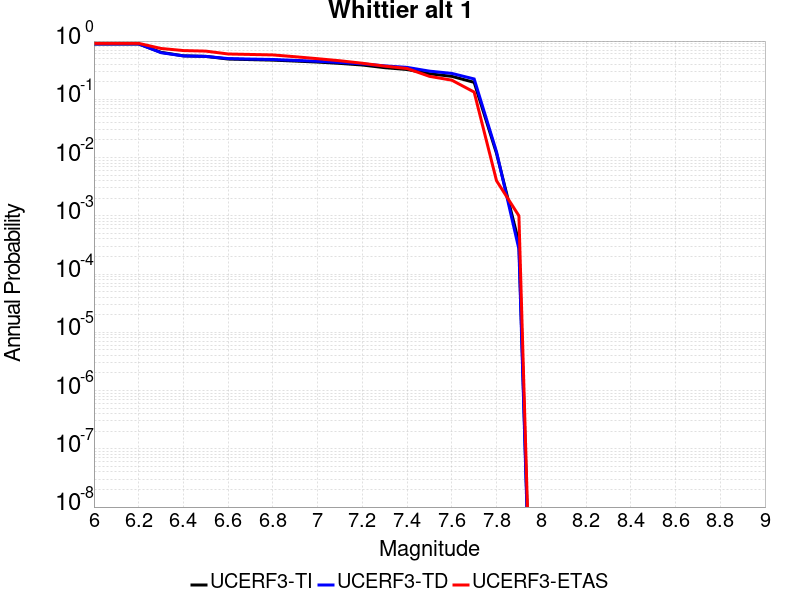 Whittier alt 1
Annual Probability
10^0
10^-1
10^-2
10^-3
10^-4
10^-5
10^-6
10^-7
10^-8
6 6.2 6.4 6.6 6.8 7 7.2 7.4 7.6 7.8 8 8.2 8.4 8.6 8.8 9
Magnitude
UCERF3-TI UCERF3-TD UCERF3-ETAS